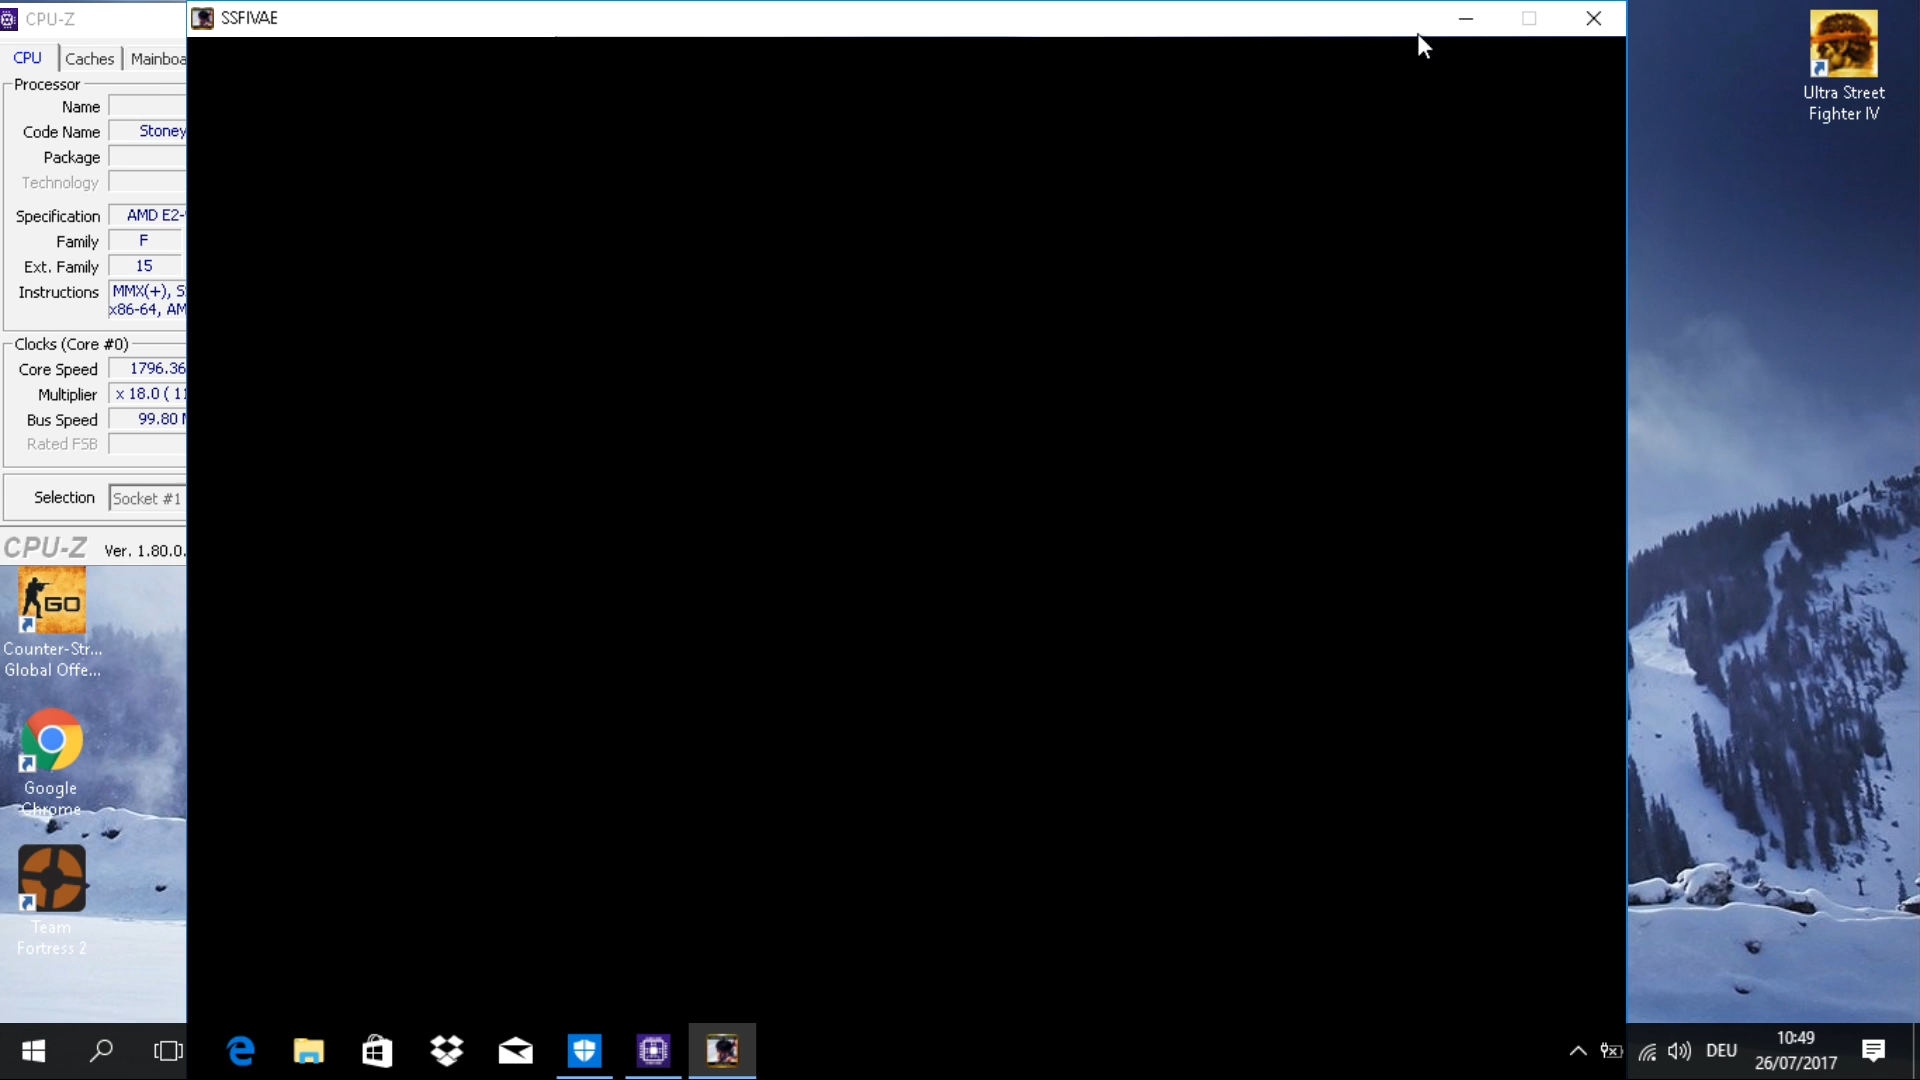 CPU-Z
SSFIVAE
CPU
Caches
Mainboa
Processor
Name
Code Name
Stoney
Package
Technology
Specification
AMD E2-
Family
F
Ext. Family
15
Instructions
MMX(+), S
x86-64, AM
Clocks (Core #0)
Core Speed
1796.36
Multiplier
x 18.0 ( 11
Bus Speed
99.80
Rated FSB
Selection
Socket #1
CPU-Z
Ver. 1.80.0.
GO
Counter-Str...
Global Offe...
Google
Chrome
Team
Fortress 2
Ultra Street
Fighter IV
DEU
10:49
26/07/2017